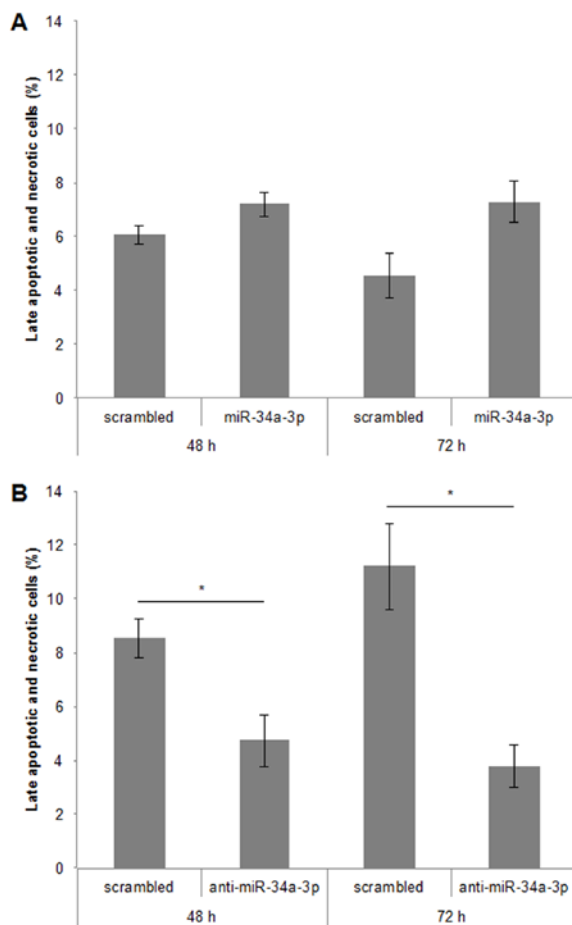 A
Late apoptotic and necrotic cells (%)
14
12
10
8
6
4
2
0
scrambled miR-34a-3p scrambled miR-34a-3p
48 h 72 h
B
Late apoptotic and necrotic cells (%)
14
12
10
8
6
4
2
0
*
*
scrambled anti-miR-34a-3p scrambled anti-miR-34a-3p
48 h 72 h